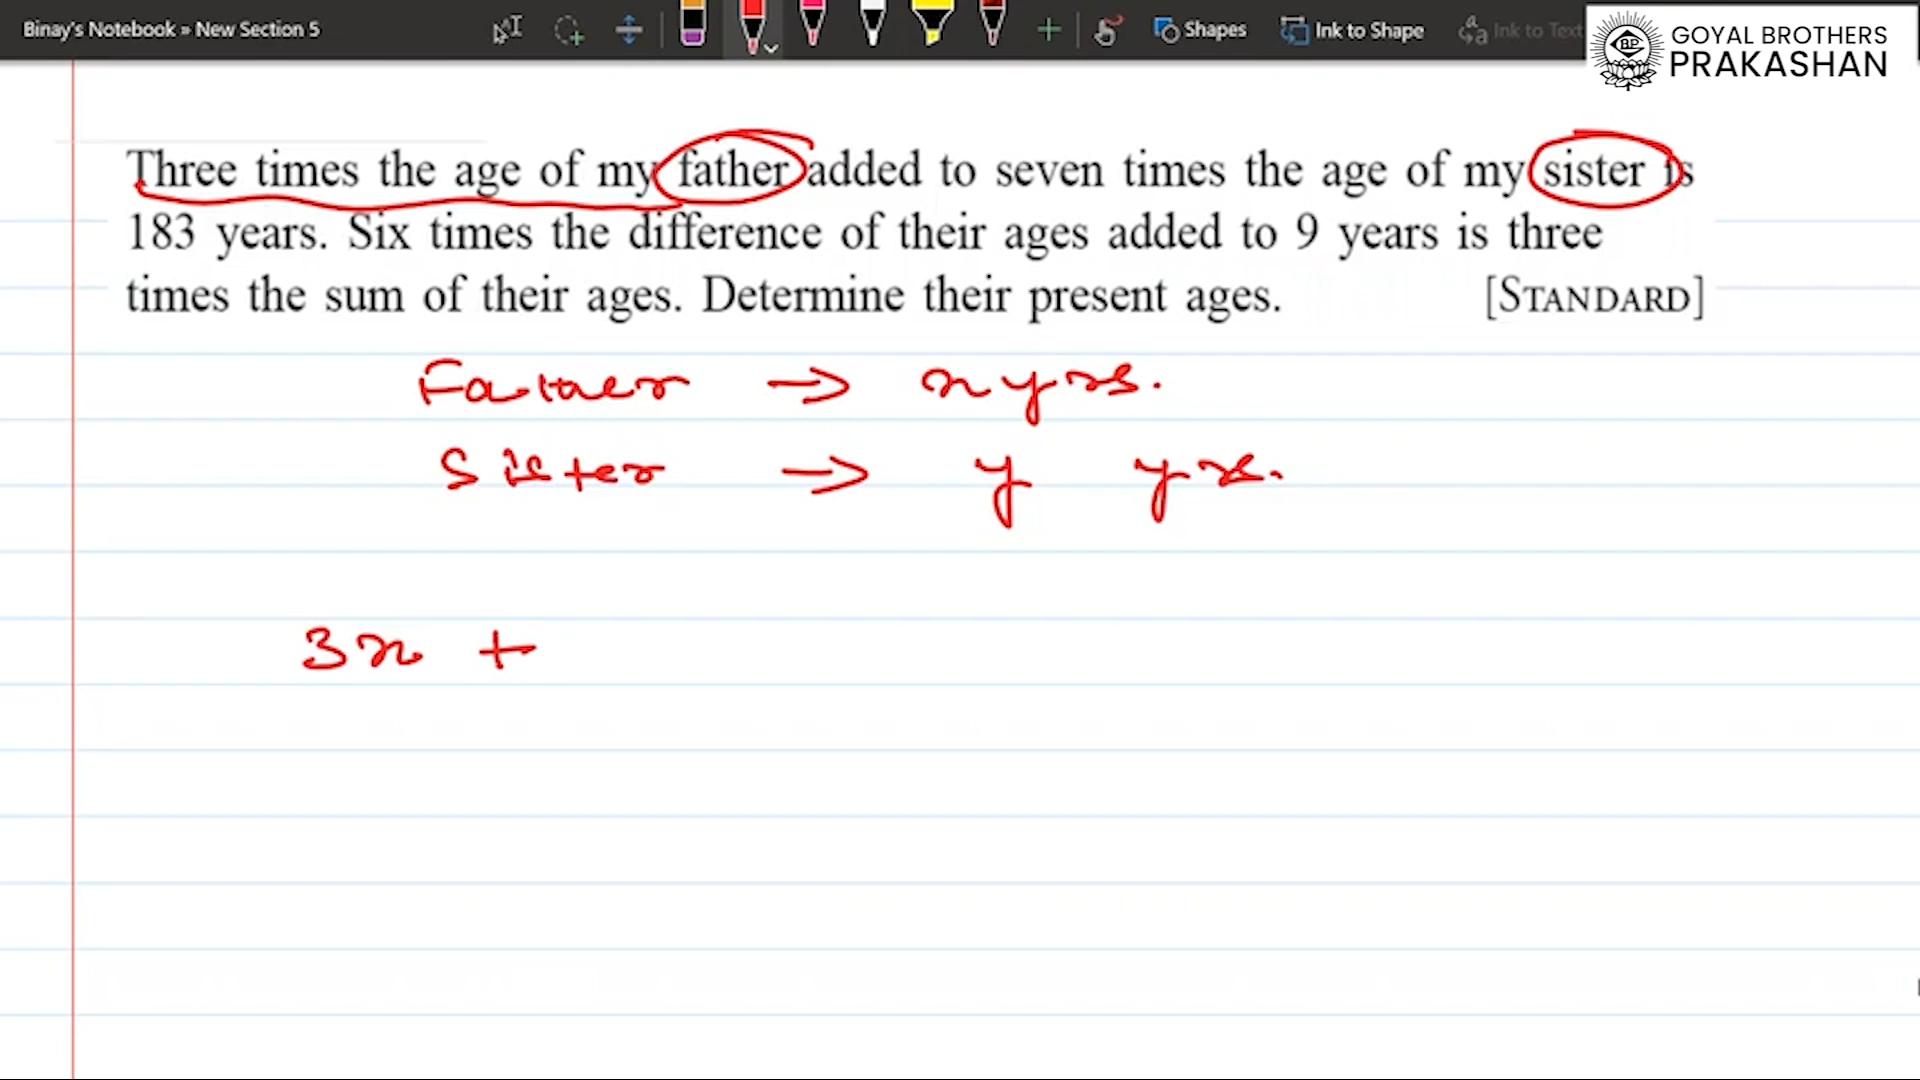 Binay's Notebook » New Section 5
Shapes
Ink to Shape
Ink to Text
GOYAL BROTHERS
PRAKASHAN
Three times the age of my father added to seven times the age of my sister is
183 years. Six times the difference of their ages added to 9 years is three
times the sum of their ages. Determine their present ages. [STANDARD]
Father → x yrs.
Sister → y yrs.
3x +